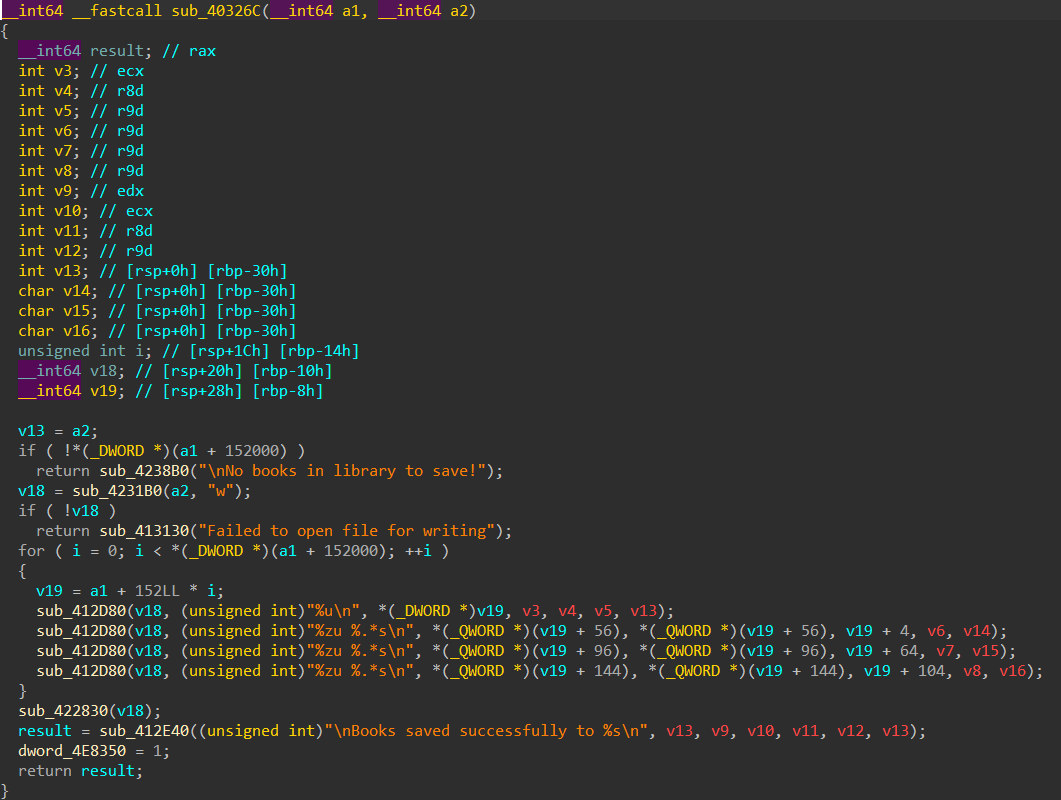 __int64 __fastcall sub_40326C(__int64 a1, __int64 a2)
{
  __int64 result; // rax
  int v3; // ecx
  int v4; // r8d
  int v5; // r9d
  int v6; // r9d
  int v7; // r9d
  int v8; // r9d
  int v9; // edx
  int v10; // ecx
  int v11; // r8d
  int v12; // r9d
  int v13; // [rsp+0h] [rbp-30h]
  char v14; // [rsp+0h] [rbp-30h]
  char v15; // [rsp+0h] [rbp-30h]
  char v16; // [rsp+0h] [rbp-30h]
  unsigned int i; // [rsp+1Ch] [rbp-14h]
  __int64 v18; // [rsp+20h] [rbp-10h]
  __int64 v19; // [rsp+28h] [rbp-8h]

  v13 = a2;
  if ( !*(_DWORD *)(a1 + 152000) )
    return sub_4238B0("\nNo books in library to save!");
  v18 = sub_4231B0(a2, "w");
  if ( !v18 )
    return sub_413130("Failed to open file for writing");
  for ( i = 0; i < *(_DWORD *)(a1 + 152000); ++i )
  {
    v19 = a1 + 152LL * i;
    sub_412D80(v18, (unsigned int)"%u\n", *(_DWORD *)v19, v3, v4, v5, v13);
    sub_412D80(v18, (unsigned int)"%zu %.*s\n", *(_QWORD *)(v19 + 56), *(_QWORD *)(v19 + 56), v19 + 4, v6, v14);
    sub_412D80(v18, (unsigned int)"%zu %.*s\n", *(_QWORD *)(v19 + 96), *(_QWORD *)(v19 + 96), v19 + 64, v7, v15);
    sub_412D80(v18, (unsigned int)"%zu %.*s\n", *(_QWORD *)(v19 + 144), *(_QWORD *)(v19 + 144), v19 + 104, v8, v16);
  }
  sub_422830(v18);
  result = sub_412E40((unsigned int)"\nBooks saved successfully to %s\n", v13, v9, v10, v11, v12, v13);
  dword_4E8350 = 1;
  return result;
}